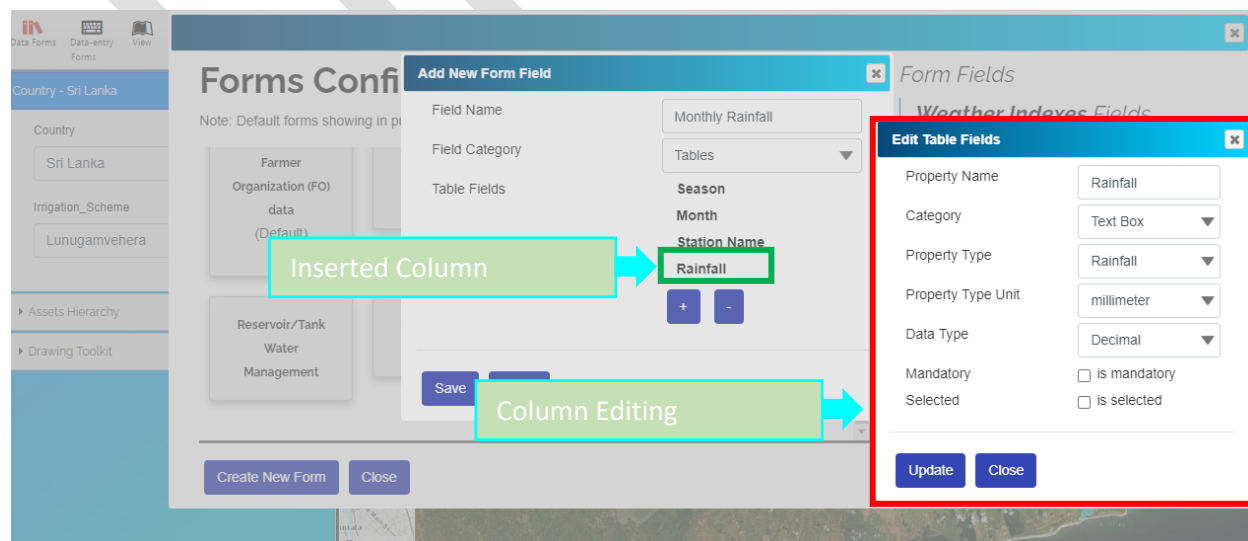 Data Forms
Data-entry
Forms
View
Country - Sri Lanka
Country
Sri Lanka
Irrigation_Scheme
Lunugamvehera
Assets Hierarchy
Drawing Toolkit
Forms Confi
Note: Default forms showing in pu
Farmer
Organization (FO)
data
(Default)
Reservoir/Tank
Water
Management
Create New Form
Close
Add New Form Field
Field Name
Monthly Rainfall
Field Category
Tables
Table Fields
Season
Month
Station Name
Rainfall
+ -
Save
Inserted Column
Column Editing
Form Fields
Weather Indexes Fields
Edit Table Fields
Property Name
Rainfall
Category
Text Box
Property Type
Rainfall
Property Type Unit
millimeter
Data Type
Decimal
Mandatory
is mandatory
Selected
is selected
Update
Close